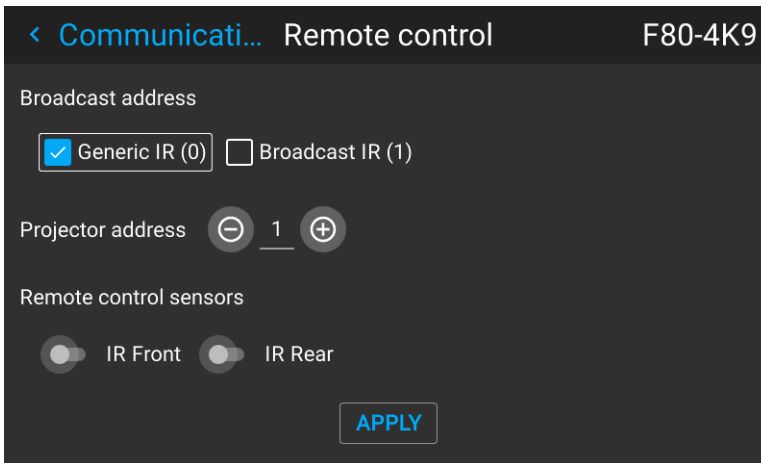 Communicati... Remote control F80-4K9
Broadcast address
Generic IR (0) Broadcast IR (1)
Projector address 1
Remote control sensors
IR Front IR Rear
APPLY